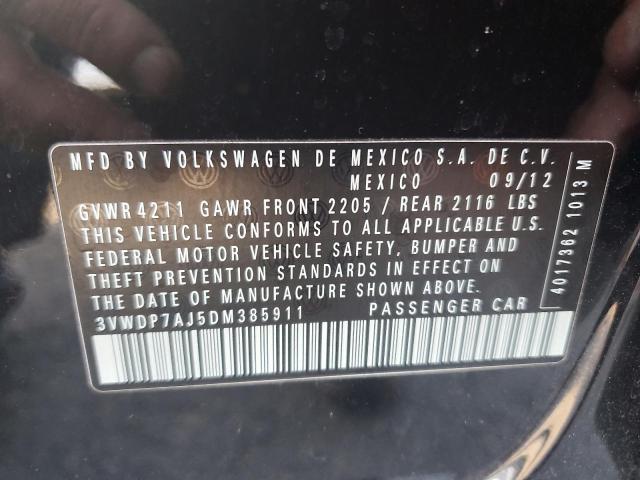 MFD BY VOLKSWAGEN DE MEXICO S.A. DE C.V.
MEXICO 09/12
GVWR 4211 GAWR FRONT 2205 / REAR 2116 LBS
THIS VEHICLE CONFORMS TO ALL APPLICABLE U.S.
FEDERAL MOTOR VEHICLE SAFETY, BUMPER AND
THEFT PREVENTION STANDARDS IN EFFECT ON
THE DATE OF MANUFACTURE SHOWN ABOVE.
3VWDP7AJ5DM385911 PASSENGER CAR
4017362 1013 M